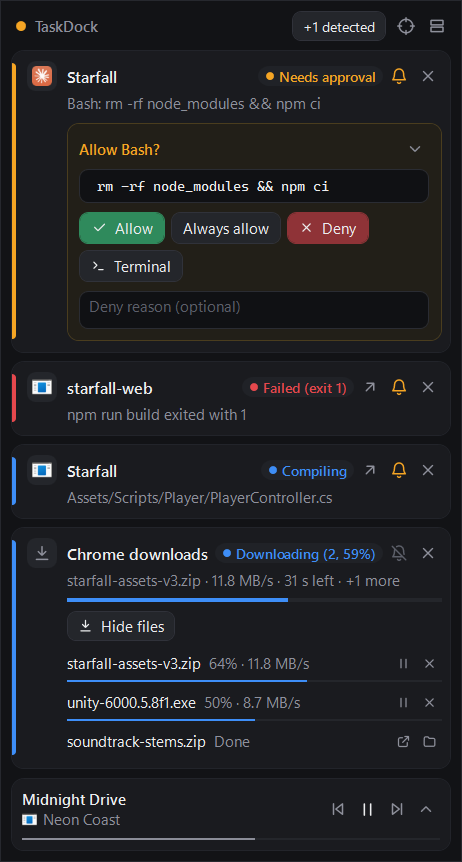 TaskDock
+1 detected
Starfall
Needs approval
Bash: rm -rf node_modules && npm ci
Allow Bash?
rm -rf node_modules && npm ci
Allow
Always allow
Deny
Terminal
Deny reason (optional)
starfall-web
Failed (exit 1)
npm run build exited with 1
Starfall
Compiling
Assets/Scripts/Player/PlayerController.cs
Chrome downloads
Downloading (2, 59%)
starfall-assets-v3.zip · 11.8 MB/s · 31 s left · +1 more
Hide files
starfall-assets-v3.zip 64% · 11.8 MB/s
unity-6000.5.8f1.exe 50% · 8.7 MB/s
soundtrack-stems.zip Done
Midnight Drive
Neon Coast